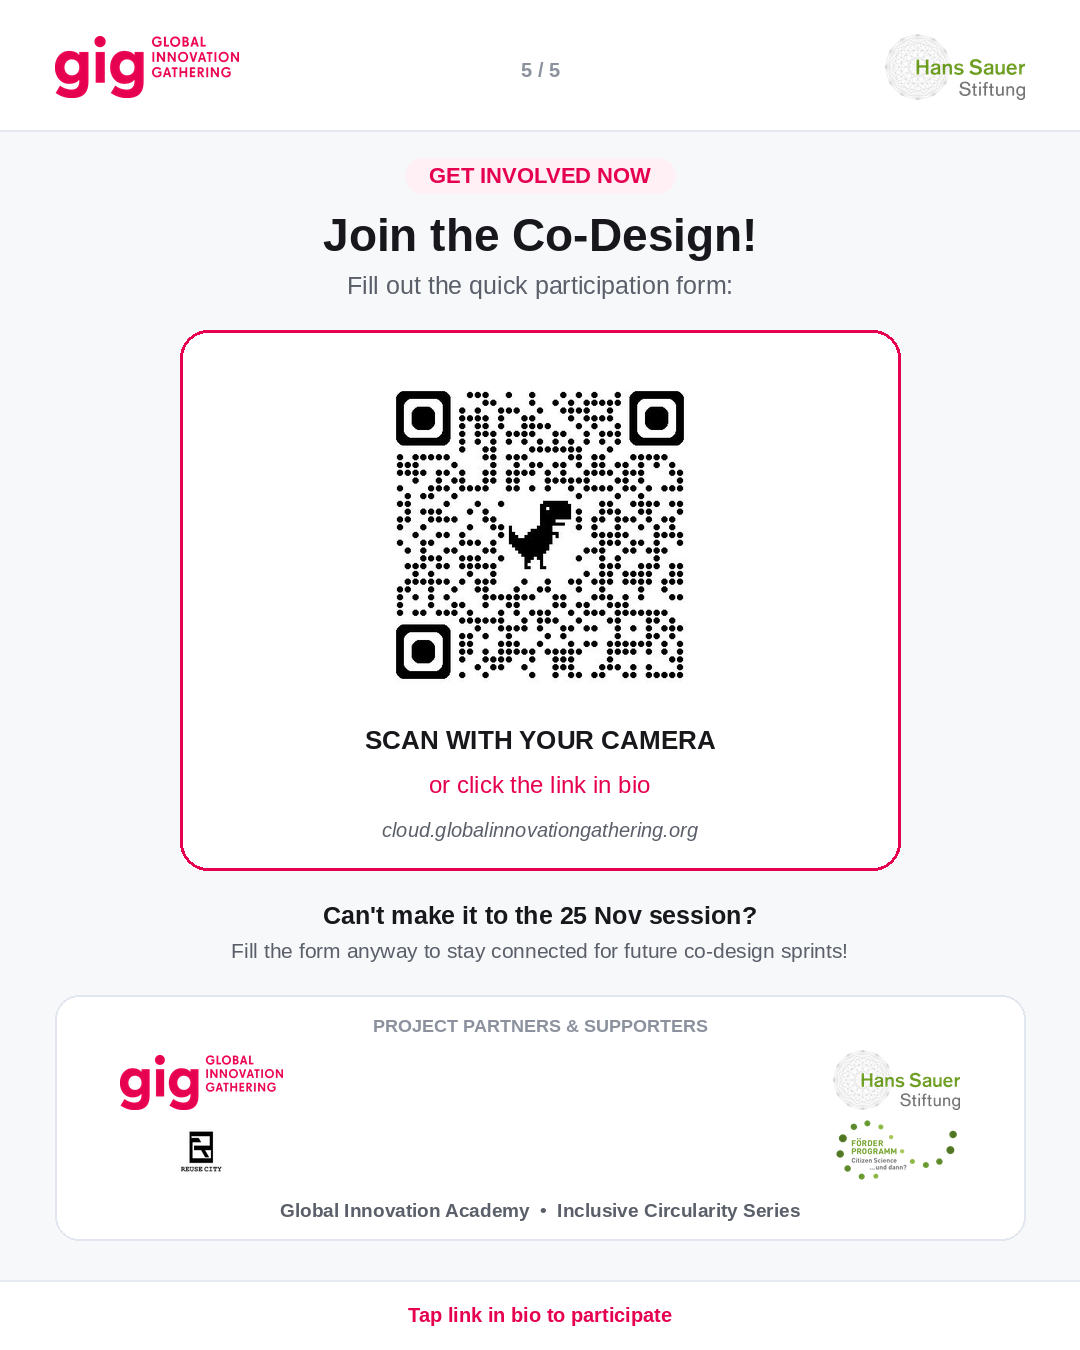 gig GLOBAL
INNOVATION
GATHERING
5 / 5
Hans Sauer
Stiftung
GET INVOLVED NOW
Join the Co-Design!
Fill out the quick participation form:
SCAN WITH YOUR CAMERA
or click the link in bio
cloud.globalinnovationgathering.org
Can't make it to the 25 Nov session?
Fill the form anyway to stay connected for future co-design sprints!
PROJECT PARTNERS & SUPPORTERS
gig GLOBAL
INNOVATION
GATHERING
Hans Sauer
Stiftung
REUSE CITY
FÖRDER
PROGRAMM
Citizen Science
...und dann?
Global Innovation Academy • Inclusive Circularity Series
Tap link in bio to participate